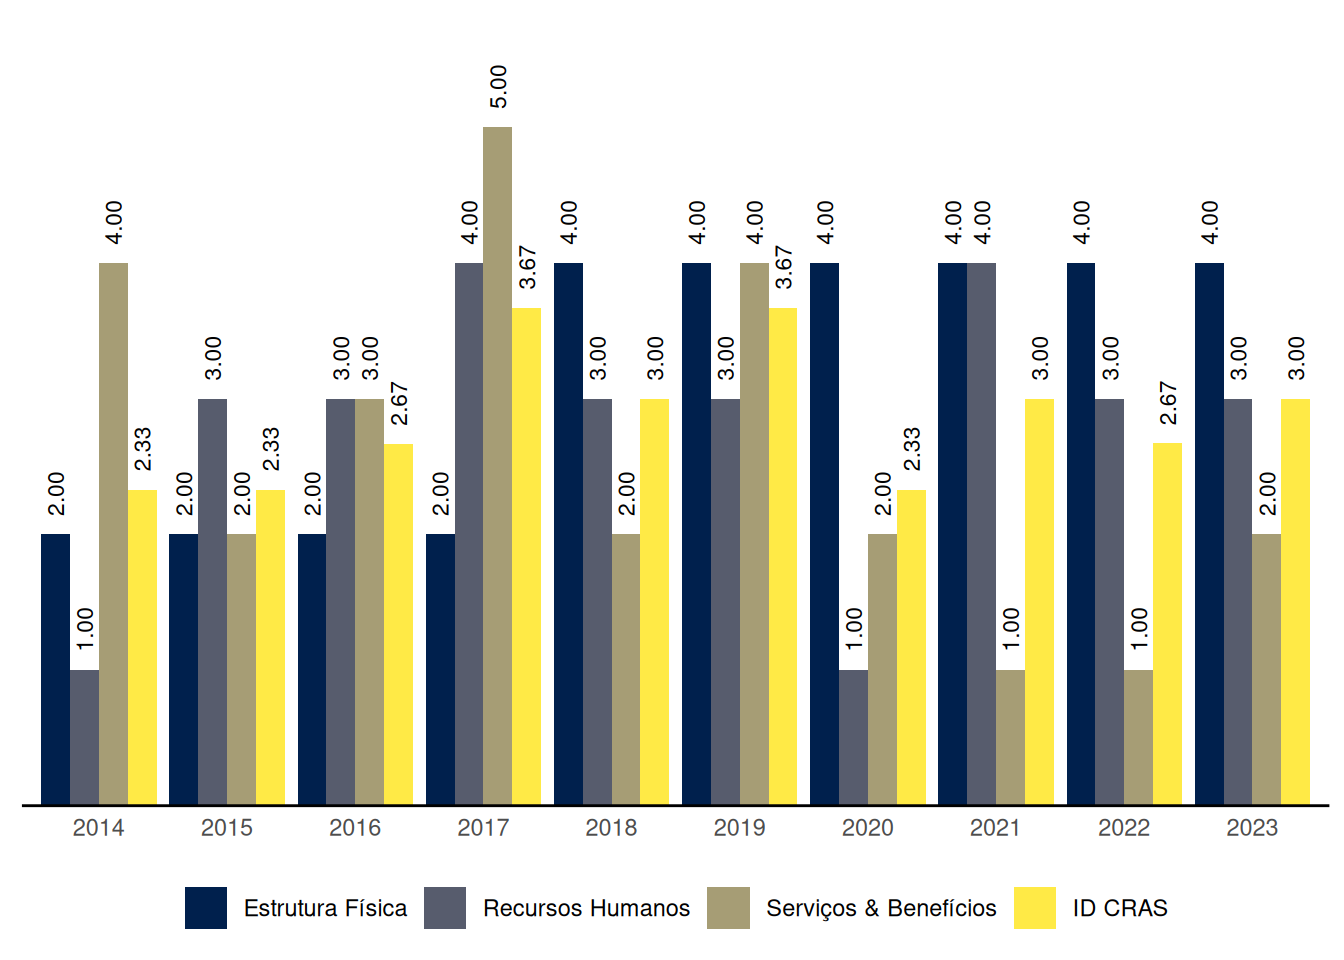 5.00
4.00 4.00 4.00 4.00 4.00 4.00 4.00 4.00 4.00 4.00
3.67 3.67
3.00 3.00 3.00 3.00 3.00 3.00 3.00 3.00 3.00 3.00
2.67 2.67
2.33 2.33 2.33
2.00 2.00 2.00 2.00 2.00 2.00 2.00 2.00
1.00 1.00 1.00 1.00
2014 2015 2016 2017 2018 2019 2020 2021 2022 2023
Estrutura Física Recursos Humanos Serviços & Benefícios ID CRAS